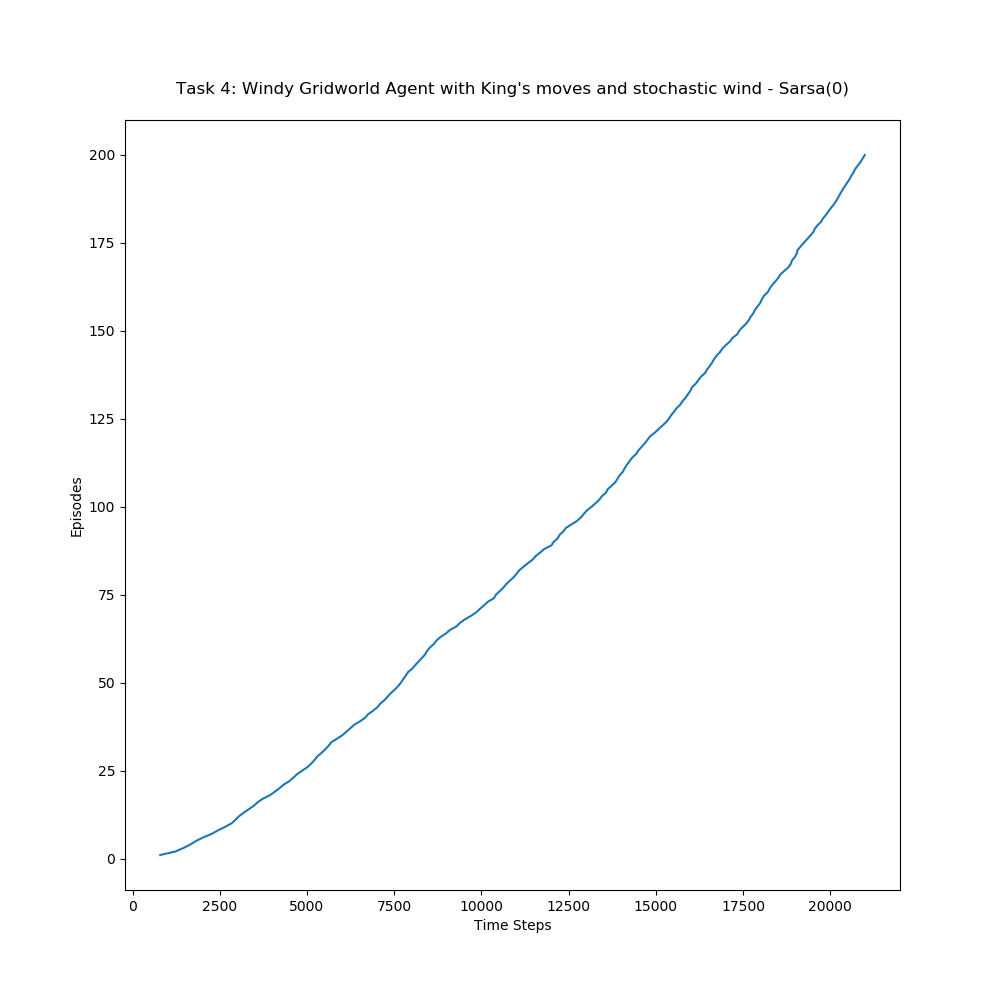 Task 4: Windy Gridworld Agent with King's moves and stochastic wind - Sarsa(0)
200
175
150
125
100
75
50
25
0
Episodes
0 2500 5000 7500 10000 12500 15000 17500 20000
Time Steps